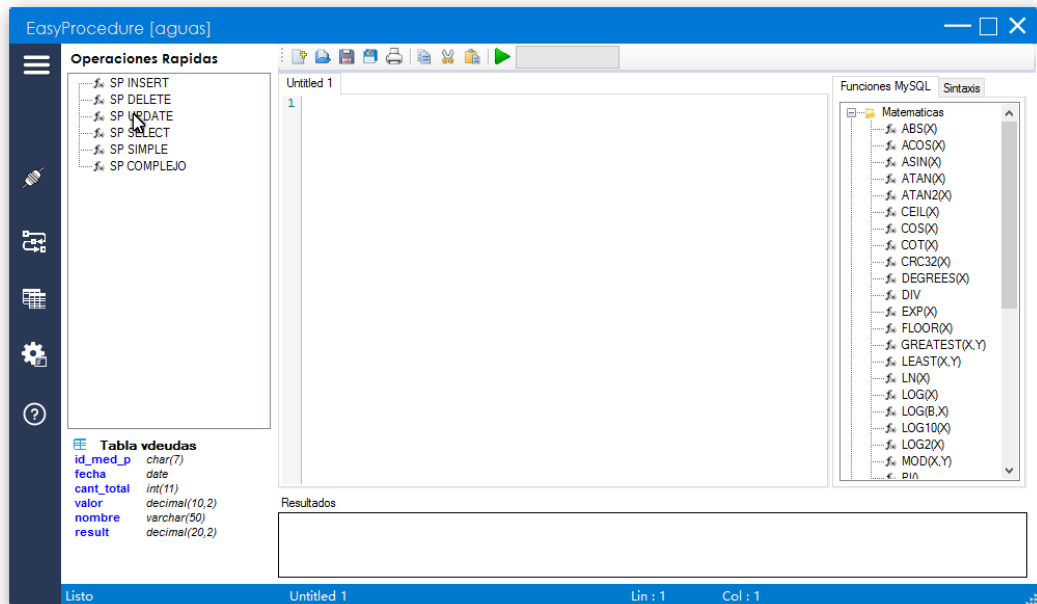 EasyProcedure [aguas]
Operaciones Rapidas
SP INSERT
SP DELETE
SP UPDATE
SP SELECT
SP SIMPLE
SP COMPLEJO
Tabla vdeudas
id_med_p char(7)
fecha date
cant_total int(11)
valor decimal(10,2)
nombre varchar(50)
result decimal(20,2)
Untitled 1
1
Resultados
Funciones MySQL Sintaxis
Matematicas
ABS(X)
ACOS(X)
ASIN(X)
ATAN(X)
ATAN2(X)
CEIL(X)
COS(X)
COT(X)
CRC32(X)
DEGREES(X)
DIV
EXP(X)
FLOOR(X)
GREATEST(X,Y)
LEAST(X,Y)
LN(X)
LOG(X)
LOG(B,X)
LOG10(X)
LOG2(X)
MOD(X,Y)
Listo Untitled 1 Lin : 1 Col : 1